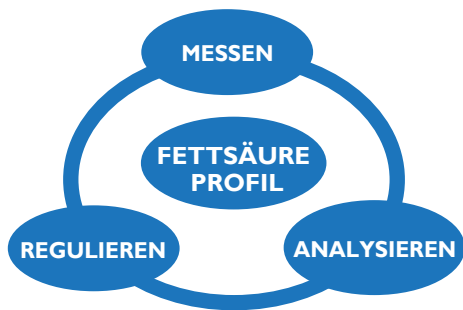 MESSEN
FETTSÄURE
PROFIL
REGULIEREN
ANALYSIEREN